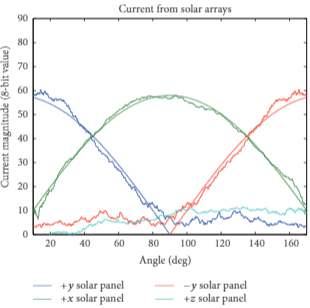 Current from solar arrays
Current magnitude (8-bit value)
90
80
70
60
50
40
30
20
10
0
20 40 60 80 100 120 140 160
Angle (deg)
+y solar panel
−y solar panel
+x solar panel
+z solar panel